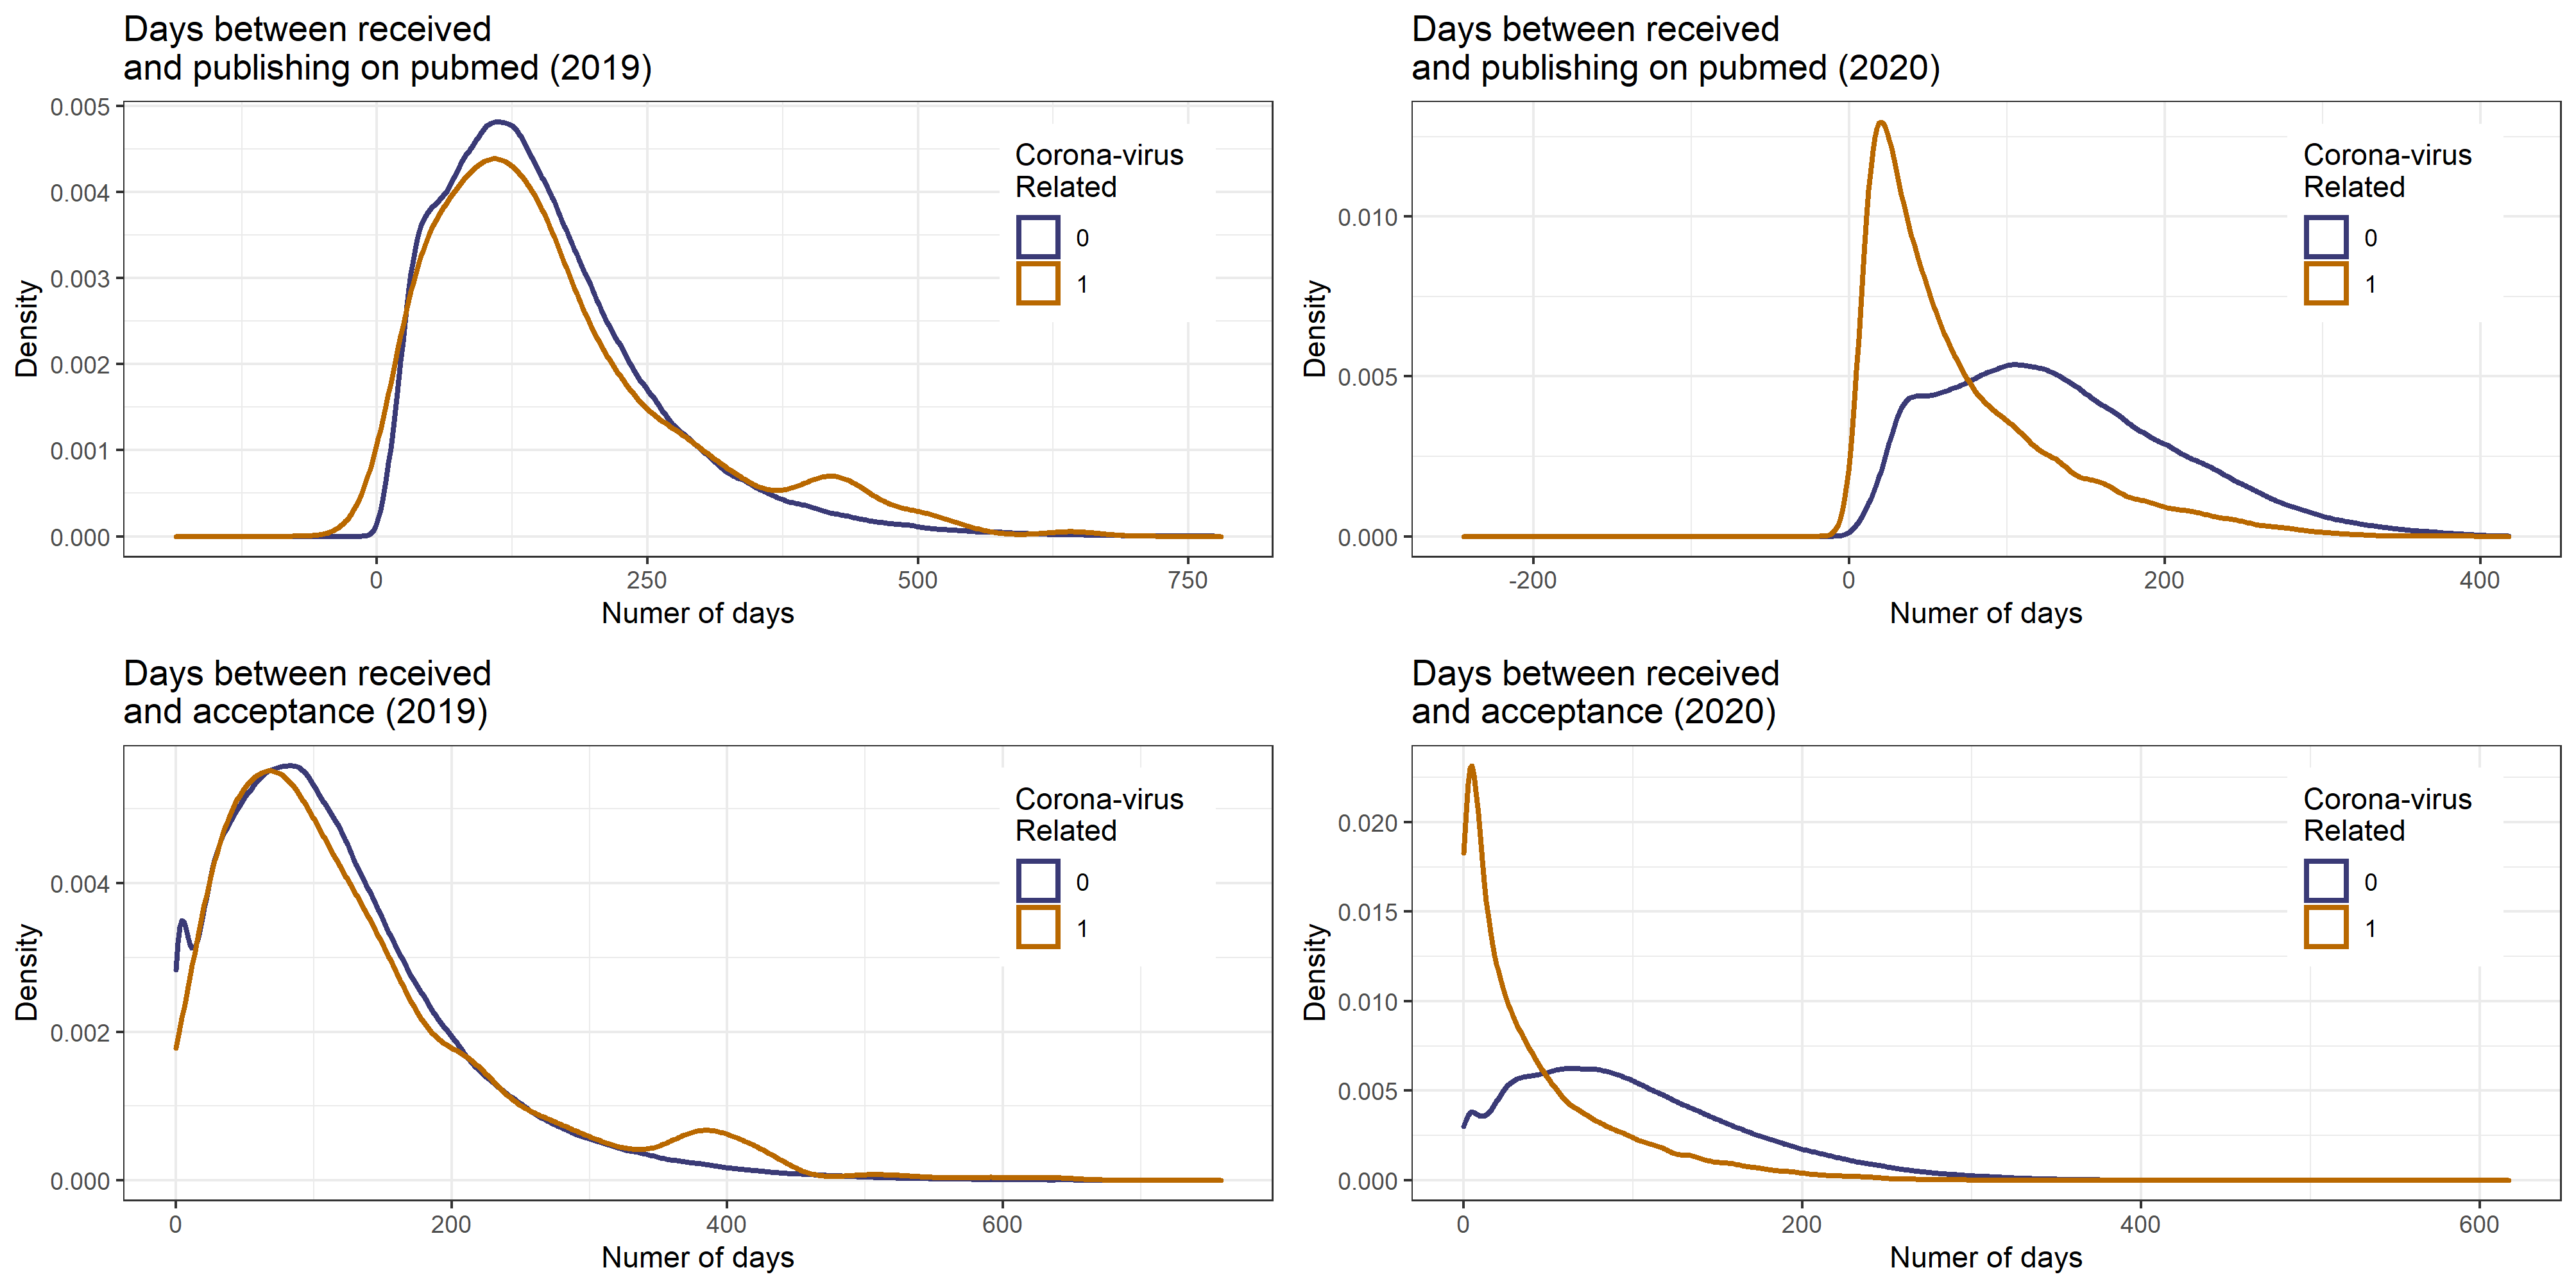 Days between received
and publishing on pubmed (2019)
0.005
0.004
0.003
0.002
0.001
0.000
Density
0
250
500
750
Numer of days
Corona-virus
Related
0
1
Days between received
and publishing on pubmed (2020)
0.010
0.005
0.000
Density
-200
0
200
400
Numer of days
Corona-virus
Related
0
1
Days between received
and acceptance (2019)
0.004
0.002
0.000
Density
0
200
400
600
Numer of days
Corona-virus
Related
0
1
Days between received
and acceptance (2020)
0.020
0.015
0.010
0.005
0.000
Density
0
200
400
600
Numer of days
Corona-virus
Related
0
1